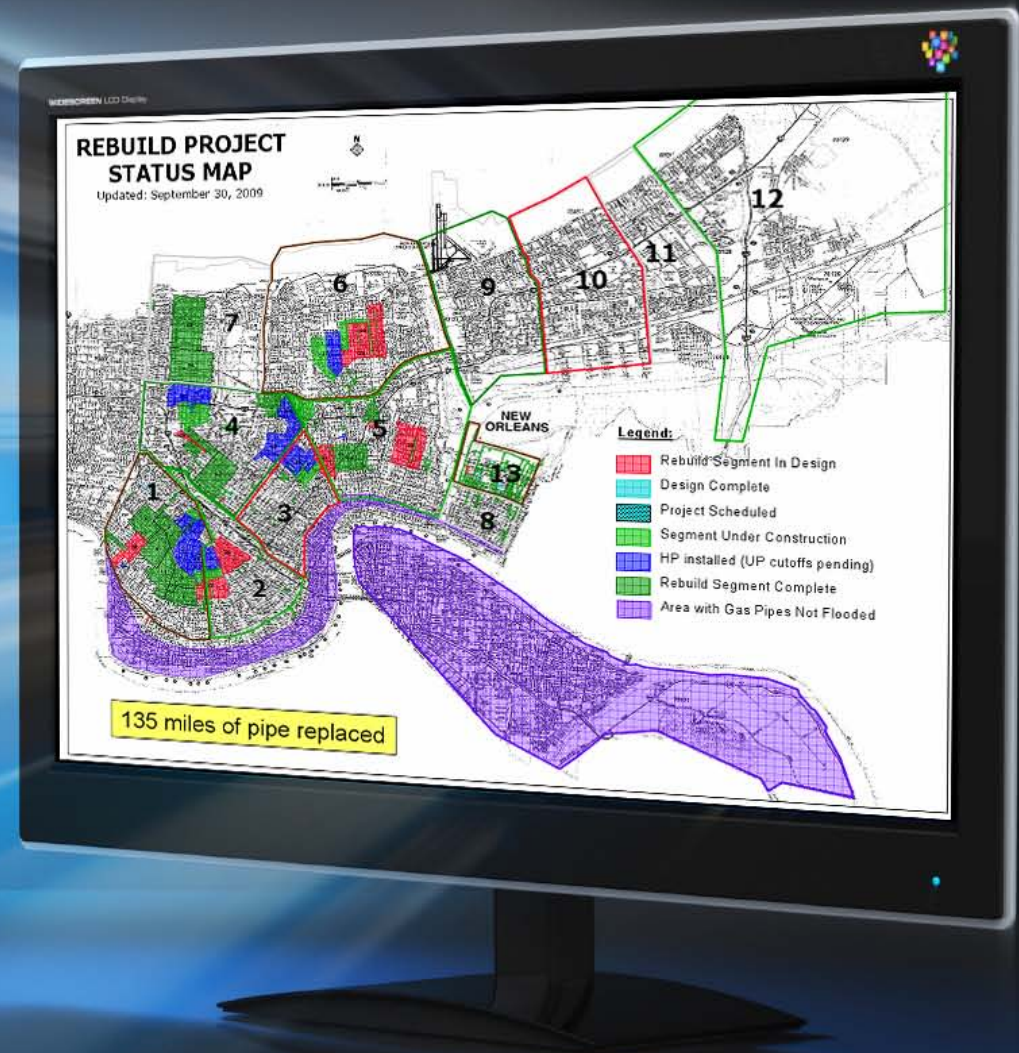 WIDESCREEN LCD Display
REBUILD PROJECT
STATUS MAP
Updated: September 30, 2009
N
12
11
10
9
6
7
4
5
NEW
ORLEANS
13
8
1
3
2
Legend:
Rebuild Segment In Design
Design Complete
Project Scheduled
Segment Under Construction
HP installed (UP cutoffs pending)
Rebuild Segment Complete
Area with Gas Pipes Not Flooded
135 miles of pipe replaced